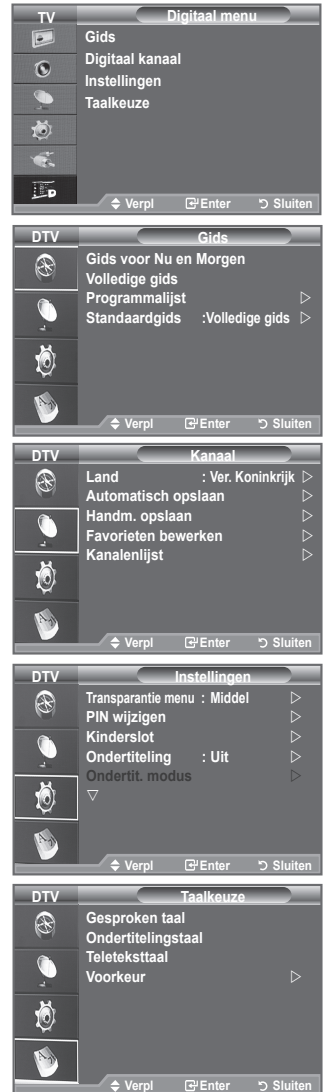 TV Digitaal menu
Gids
Digitaal kanaal
Instellingen
Taalkeuze
Verpl Enter Sluiten
DTV Gids
Gids voor Nu en Morgen
Volledige gids
Programmalijst
Standaardgids :Volledige gids
Verpl Enter Sluiten
DTV Kanaal
Land : Ver. Koninkrijk
Automatisch opslaan
Handm. opslaan
Favorieten bewerken
Kanalenlijst
Verpl Enter Sluiten
DTV Instellingen
Transparantie menu : Middel
PIN wijzigen
Kinderslot
Ondertiteling : Uit
Ondertit. modus
Verpl Enter Sluiten
DTV Taalkeuze
Gesproken taal
Ondertitelingstaal
Teleteksttaal
Voorkeur
Verpl Enter Sluiten